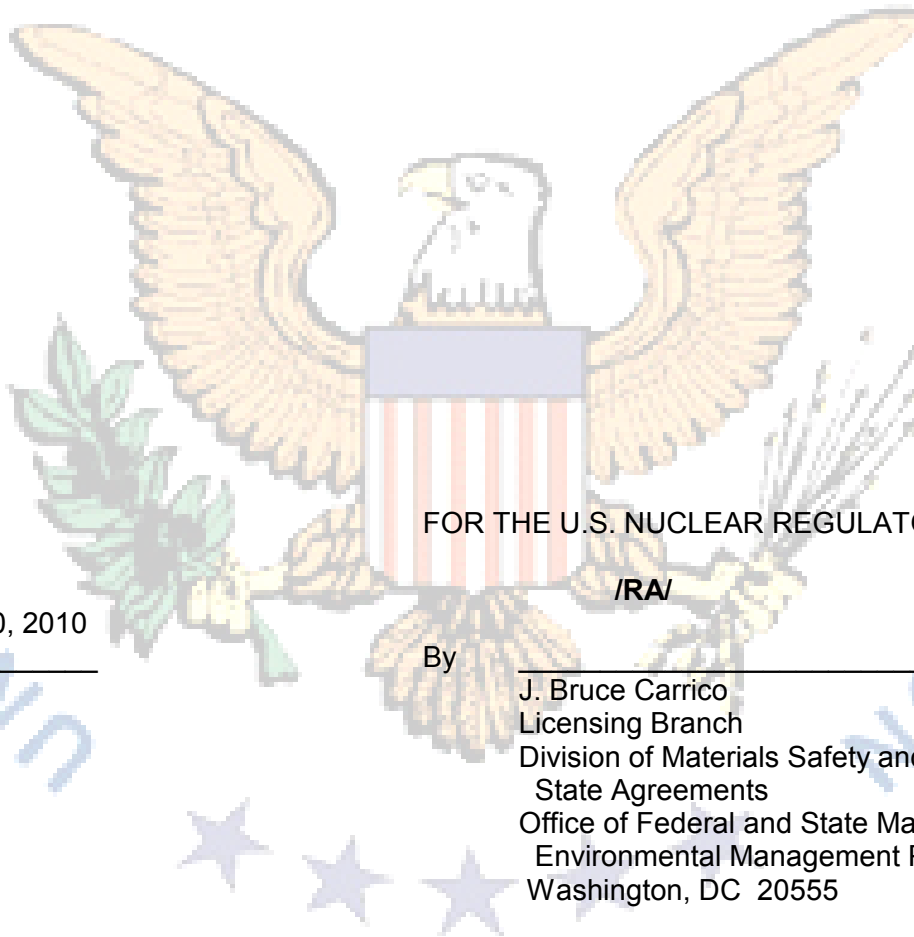 FOR THE U.S. NUCLEAR REGULATO
/RA/
0, 2010
By
J. Bruce Carrico
Licensing Branch
Division of Materials Safety and
State Agreements
Office of Federal and State Ma
Environmental Management
Washington, DC 20555
UNI